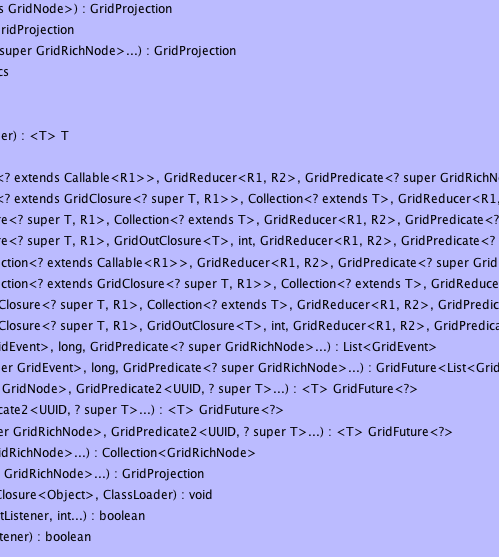 s GridNode>) : GridProjection
ridProjection
super GridRichNode>...) : GridProjection
cs
er) : <T> T
<? extends Callable<R1>>, GridReducer<R1, R2>, GridPredicate<? super GridRichN
<? extends GridClosure<? super T, R1>>, Collection<? extends T>, GridReducer<R1,
e<? super T, R1>, Collection<? extends T>, GridReducer<R1, R2>, GridPredicate<?
e<? super T, R1>, GridOutClosure<T>, int, GridReducer<R1, R2>, GridPredicate<?
ction<? extends Callable<R1>>, GridReducer<R1, R2>, GridPredicate<? super Grid
ction<? extends GridClosure<? super T, R1>>, Collection<? extends T>, GridReduce
Closure<? super T, R1>, Collection<? extends T>, GridReducer<R1, R2>, GridPredic
Closure<? super T, R1>, GridOutClosure<T>, int, GridReducer<R1, R2>, GridPredica
idEvent>, long, GridPredicate<? super GridRichNode>...) : List<GridEvent>
er GridEvent>, long, GridPredicate<? super GridRichNode>...) : GridFuture<List<Grid
GridNode>, GridPredicate2<UUID, ? super T>...) : <T> GridFuture<?>
cate2<UUID, ? super T>...) : <T> GridFuture<?>
er GridRichNode>, GridPredicate2<UUID, ? super T>...) : <T> GridFuture<?>
idRichNode>...) : Collection<GridRichNode>
GridRichNode>...) : GridProjection
Closure<Object>, ClassLoader) : void
tListener, int...) : boolean
tener) : boolean